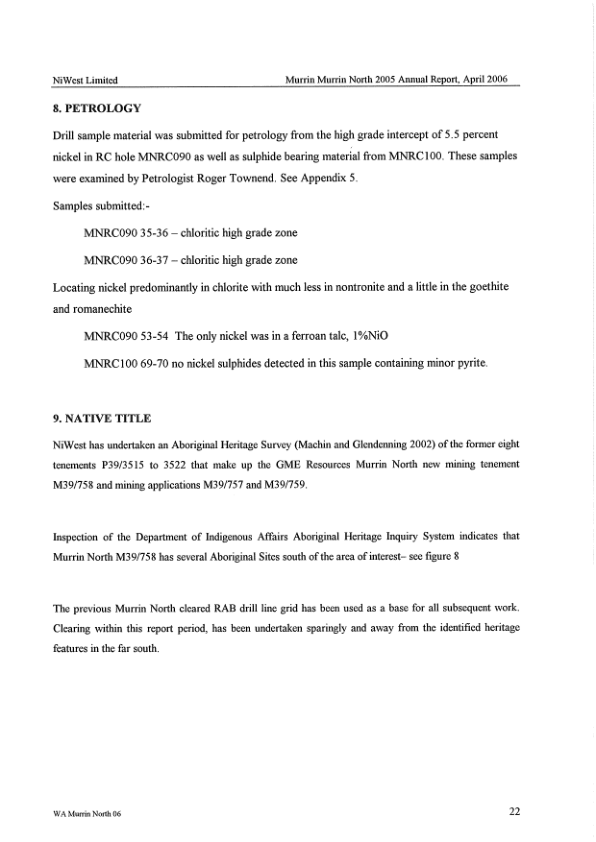 NiWest Limited Murrin Murrin North 2005 Annual Report, April 2006
8. PETROLOGY
Drill sample material was submitted for petrology from the high grade intercept of 5.5 percent
nickel in RC hole MNRC090 as well as sulphide bearing material from MNRC100. These samples
were examined by Petrologist Roger Townend. See Appendix 5.
Samples submitted:-
MNRC090 35-36 – chloritic high grade zone
MNRC090 36-37 – chloritic high grade zone
Locating nickel predominantly in chlorite with much less in nontronite and a little in the goethite
and romanechite
MNRC090 53-54 The only nickel was in a ferroan talc, 1%NiO
MNRC100 69-70 no nickel sulphides detected in this sample containing minor pyrite.
9. NATIVE TITLE
NiWest has undertaken an Aboriginal Heritage Survey (Machin and Glendenning 2002) of the former eight
tenements P39/3515 to 3522 that make up the GME Resources Murrin North new mining tenement
M39/758 and mining applications M39/757 and M39/759.
Inspection of the Department of Indigenous Affairs Aboriginal Heritage Inquiry System indicates that
Murrin North M39/758 has several Aboriginal Sites south of the area of interest– see figure 8
The previous Murrin North cleared RAB drill line grid has been used as a base for all subsequent work.
Clearing within this report period, has been undertaken sparingly and away from the identified heritage
features in the far south.
WA Murrin North 06 22